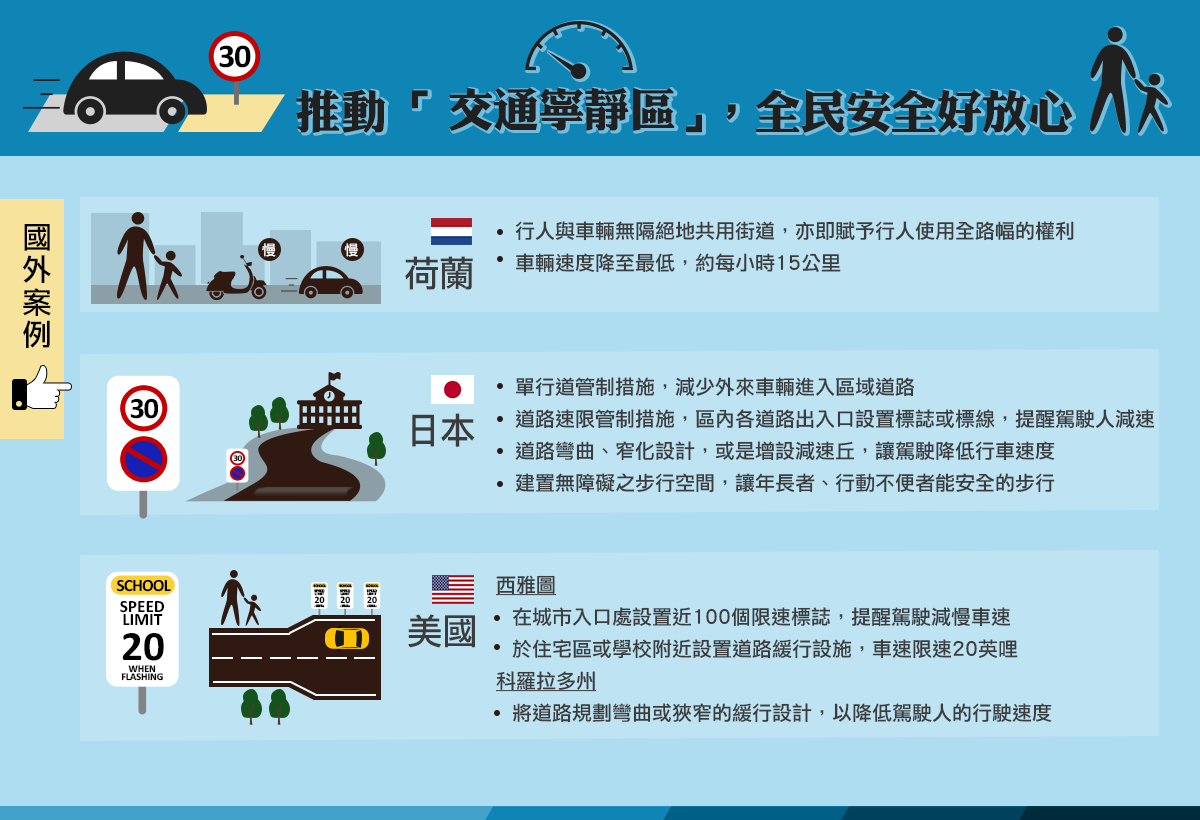 30
推動「交通寧靜區」，全民安全好放心
國外案例
慢
慢
荷蘭
• 行人與車輛無隔絕地共用街道，亦即賦予行人使用全路幅的權利
• 車輛速度降至最低，約每小時15公里
30
30
日本
• 單行道管制措施，減少外來車輛進入區域道路
• 道路速限管制措施，區內各道路出入口設置標誌或標線，提醒駕駛人減速
• 道路彎曲、窄化設計，或是增設減速丘，讓駕駛降低行車速度
• 建置無障礙之步行空間，讓年長者、行動不便者能安全的步行
SCHOOL
SPEED
LIMIT
20
WHEN
FLASHING
SCHOOL SCHOOL SCHOOL
SPEED SPEED SPEED
LIMIT LIMIT LIMIT
20 20 20
美國
西雅圖
• 在城市入口處設置近100個限速標誌，提醒駕駛減慢車速
• 於住宅區或學校附近設置道路緩行設施，車速限速20英哩
科羅拉多州
• 將道路規劃彎曲或狹窄的緩行設計，以降低駕駛人的行駛速度